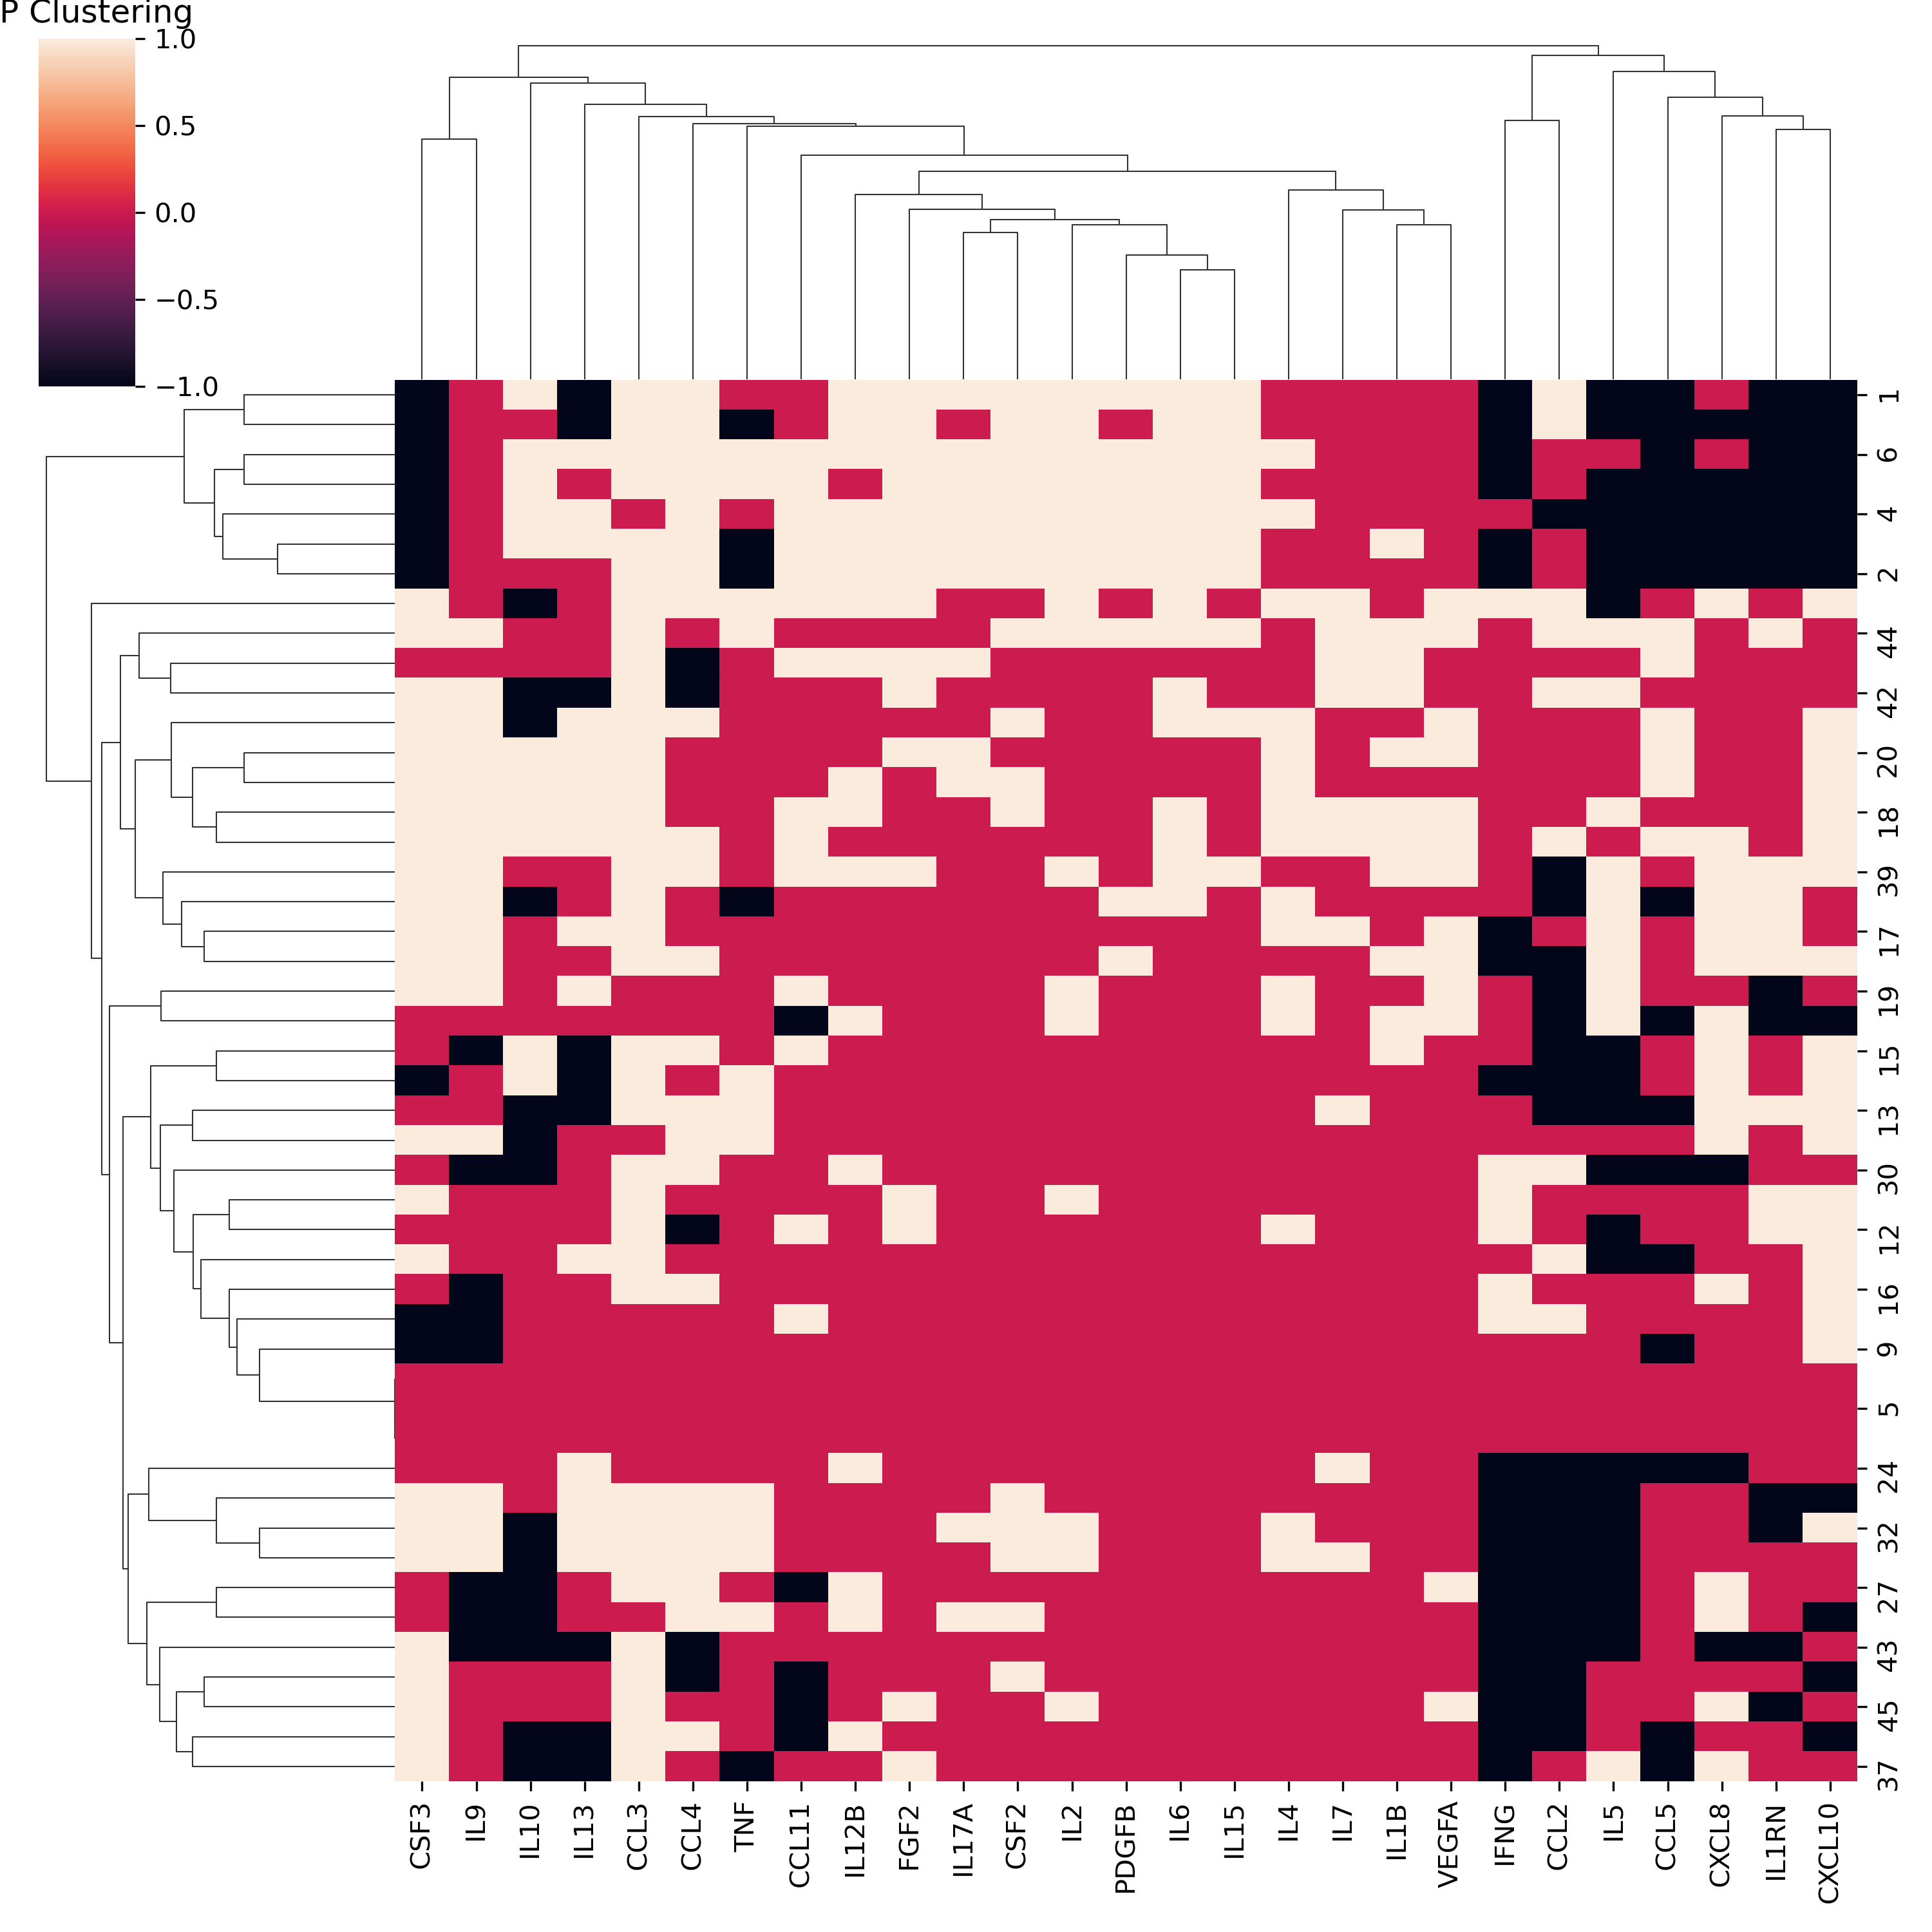 P Clustering
1.0
0.5
0.0
−0.5
−1.0
1
6
4
2
44
42
20
18
39
17
19
15
13
30
12
16
9
5
24
32
27
43
45
37
CSF3
IL9
IL10
IL13
CCL3
CCL4
TNF
CCL11
IL12B
FGF2
IL17A
CSF2
IL2
PDGFB
IL6
IL15
IL4
IL7
IL1B
VEGFA
IFNG
CCL2
IL5
CCL5
CXCL8
IL1RN
CXCL10